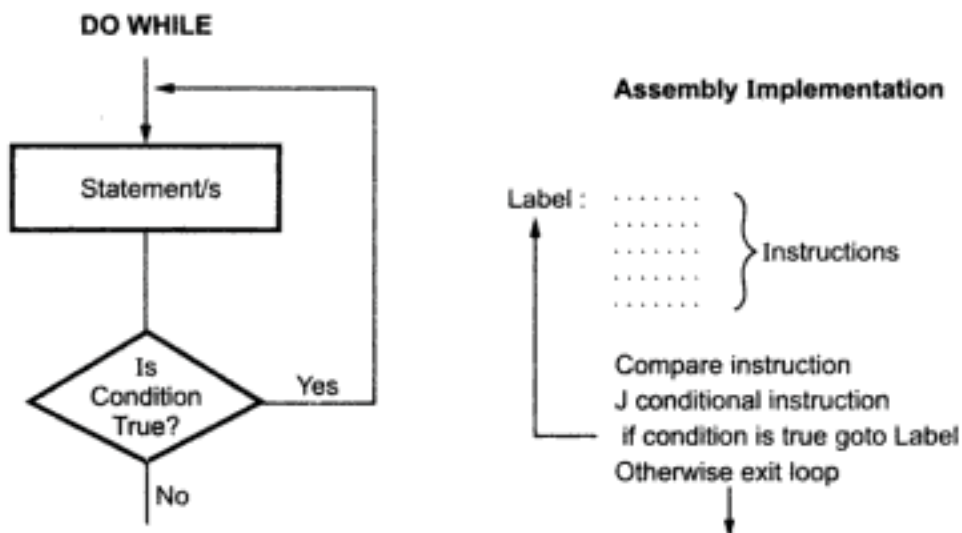 DO WHILE
Statement/s
Is
Condition
True?
Yes
No
Assembly Implementation
Label :
Instructions
Compare instruction
J conditional instruction
if condition is true goto Label
Otherwise exit loop